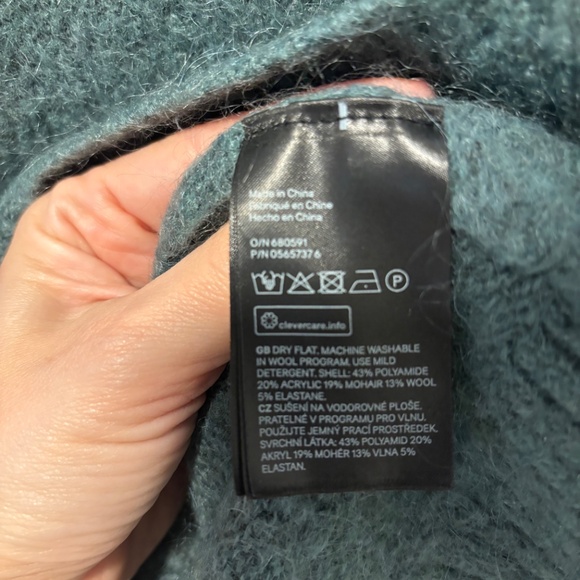 Made in China
Fabriqué en Chine
Hecho en China
O/N 680591
P/N 05657376
P
clevercare.info
GB DRY FLAT. MACHINE WASHABLE
IN WOOL PROGRAM. USE MILD
DETERGENT. SHELL: 43% POLYAMIDE
20% ACRYLIC 19% MOHAIR 13% WOOL
5% ELASTANE.
CZ SUŠENÍ NA VODOROVNÉ PLOŠE.
PRATELNÉ V PROGRAMU PRO VLNU.
POUŽIJTE JEMNÝ PRACÍ PROSTŘEDEK.
SVRCHNÍ LÁTKA: 43% POLYAMID 20%
AKRYL 19% MOHÉR 13% VLNA 5%
ELASTAN.